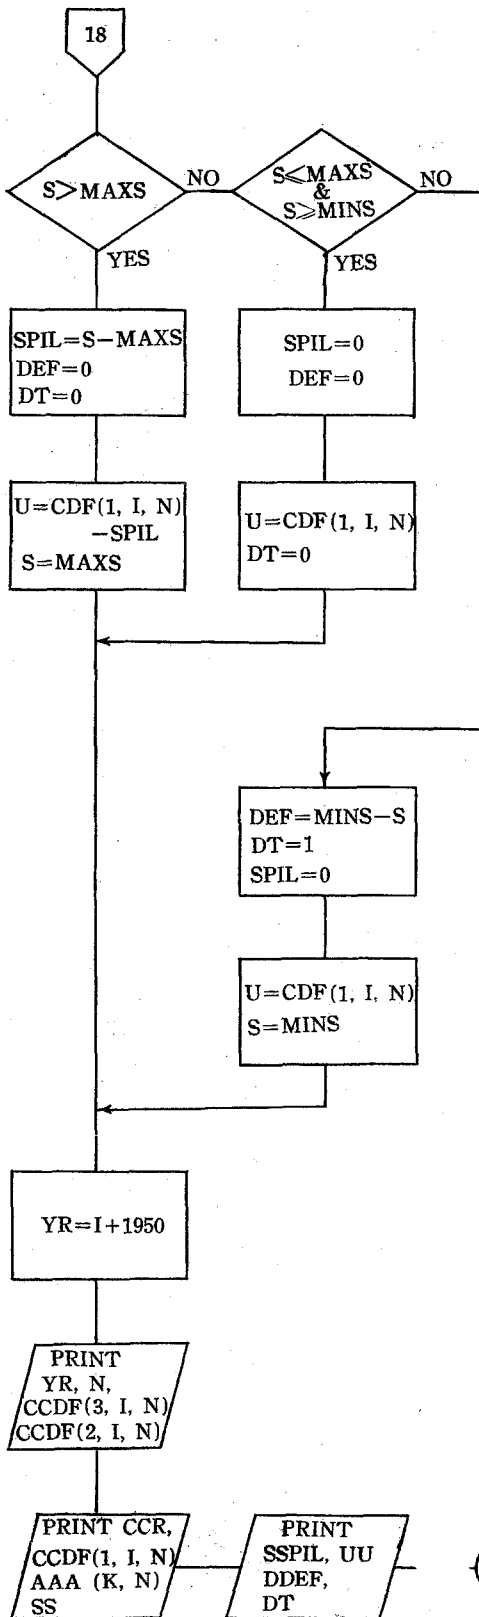 18
S>MAXS
NO
YES
S⩽MAXS
&
S⩾MINS
NO
YES
SPIL=S−MAXS
DEF=0
DT=0
SPIL=0
DEF=0
U=CDF(1, I, N)
−SPIL
S=MAXS
U=CDF(1, I, N)
DT=0
DEF=MINS−S
DT=1
SPIL=0
U=CDF(1, I, N)
S=MINS
YR=I+1950
PRINT
YR, N,
CCDF(3, I, N)
CCDF(2, I, N)
PRINT CCR,
CCDF(1, I, N)
AAA (K, N)
SS
PRINT
SSPIL, UU
DDEF,
DT